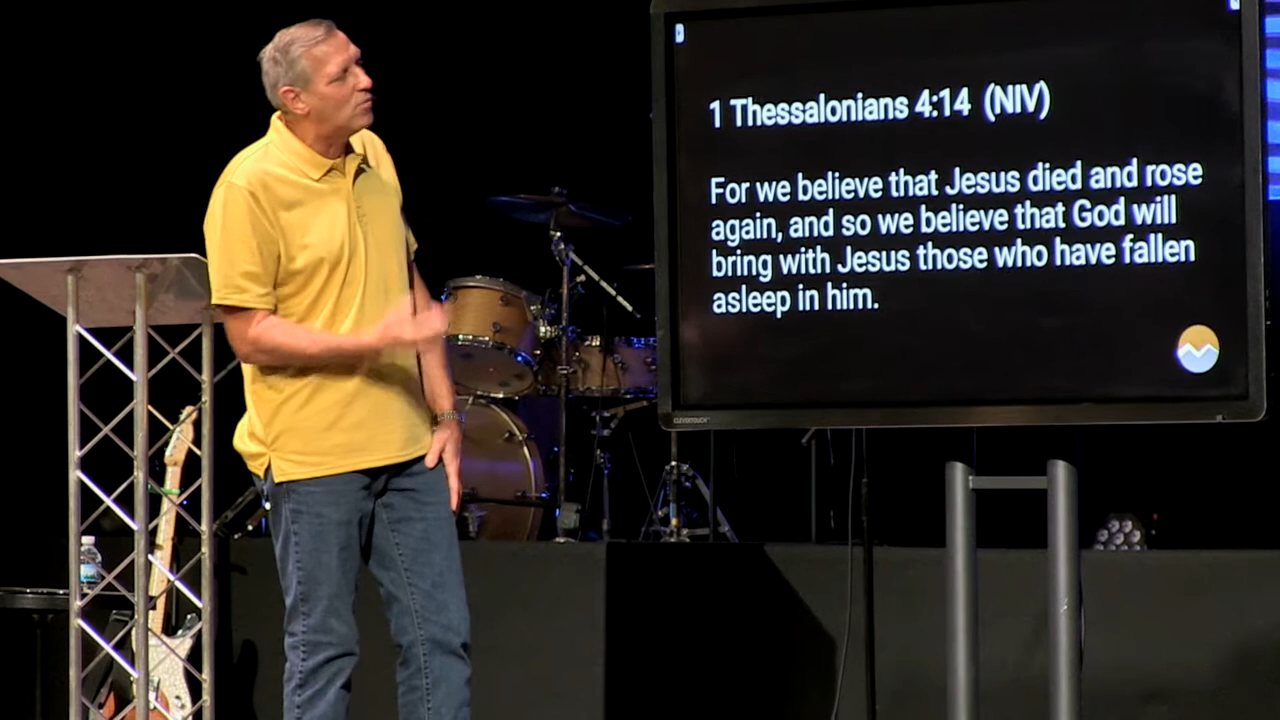 1 Thessalonians 4:14 (NIV)
For we believe that Jesus died and rose
again, and so we believe that God will
bring with Jesus those who have fallen
asleep in him.
CLEVERTOUCH